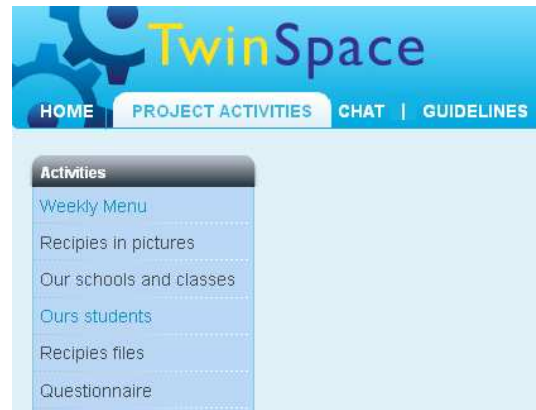 TwinSpace
HOME PROJECT ACTIVITIES CHAT | GUIDELINES
Activities
Weekly Menu
Recipies in pictures
Our schools and classes
Ours students
Recipies files
Questionnaire